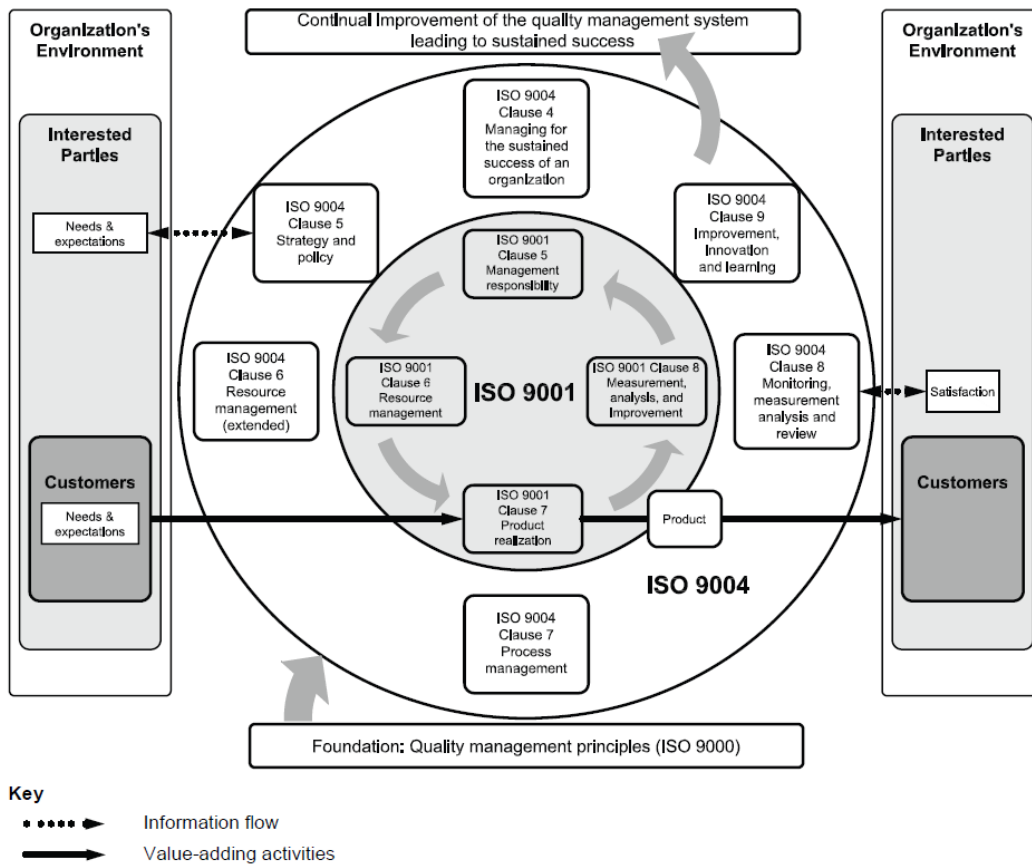 Continual Improvement of the quality management system
leading to sustained success
Organization's
Environment
Interested
Parties
Needs &
expectations
Customers
Needs &
expectations
ISO 9004
Clause 4
Managing for
the sustained
success of an
organization
ISO 9004
Clause 5
Strategy and
policy
ISO 9004
Clause 9
Improvement,
Innovation
and learning
ISO 9001
Clause 5
Management
responsibility
ISO 9004
Clause 6
Resource
management
(extended)
ISO 9001
Clause 6
Resource
management
ISO 9001
ISO 9001 Clause 8
Measurement,
analysis, and
Improvement
ISO 9004
Clause 8
Monitoring,
measurement
analysis and
review
ISO 9001
Clause 7
Product
realization
Product
ISO 9004
ISO 9004
Clause 7
Process
management
Organization's
Environment
Interested
Parties
Satisfaction
Customers
Foundation: Quality management principles (ISO 9000)
Key
Information flow
Value-adding activities